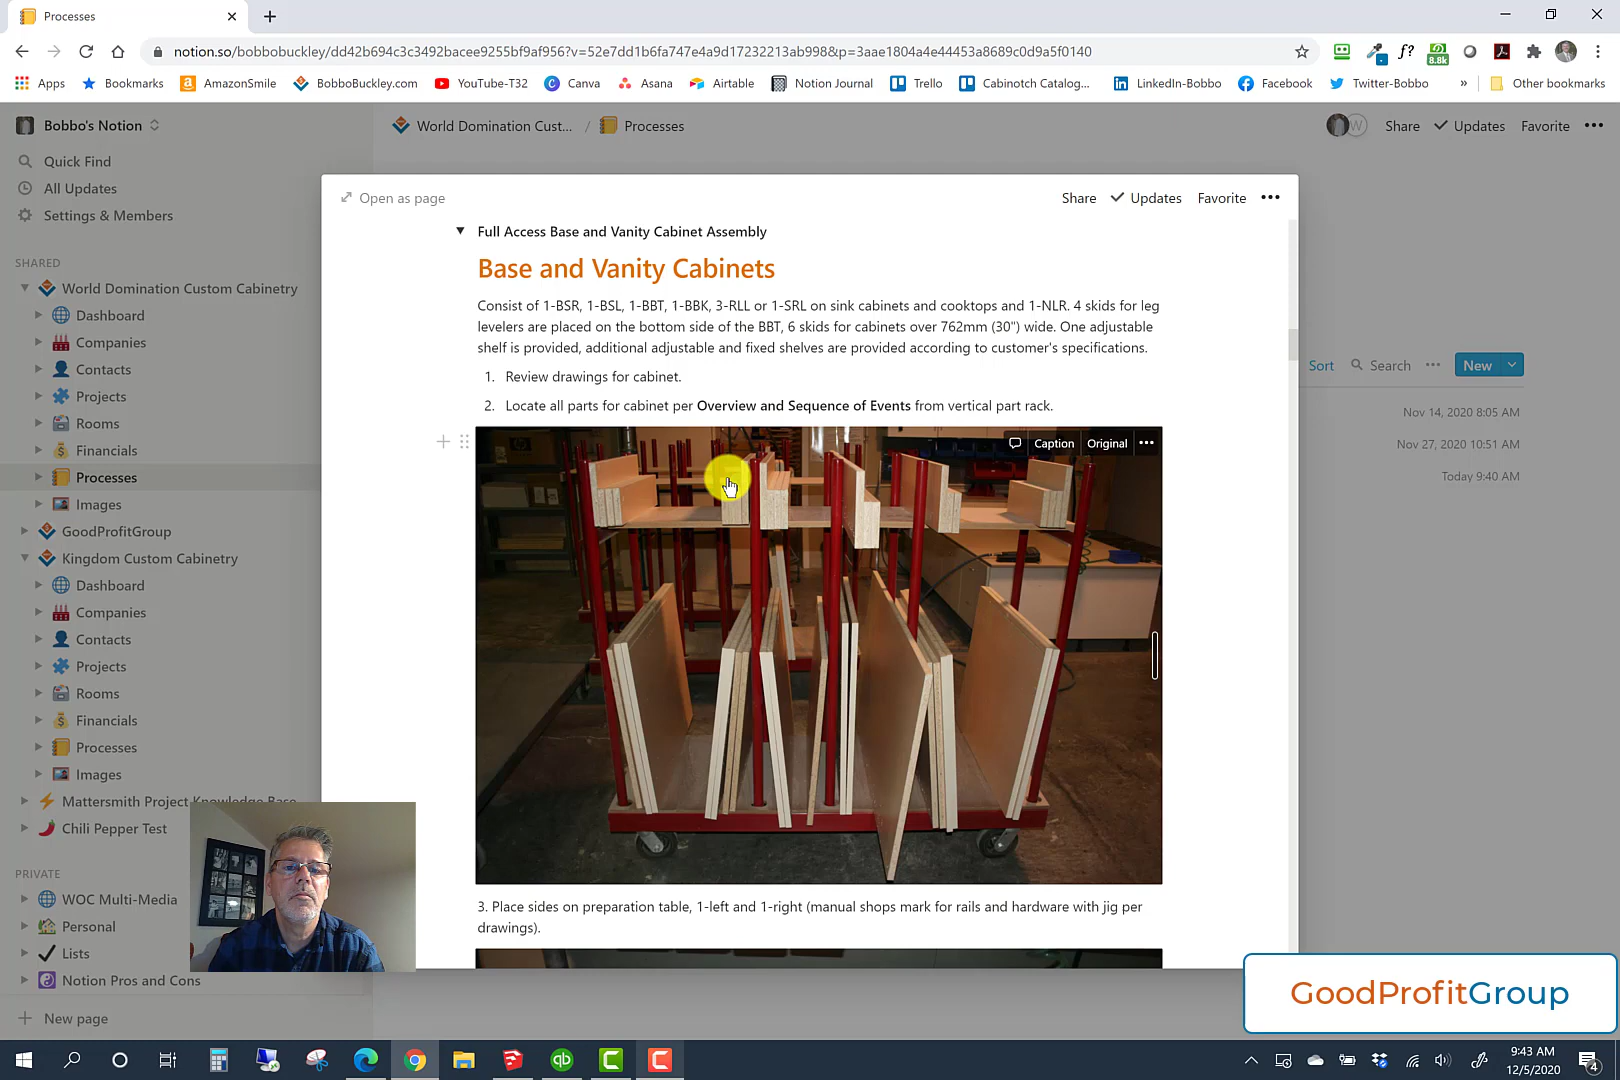 Processes
notion.so/bobbobuckley/dd42b694c3c3492bacee9255bf9af956?v=52e7dd1b6fa747e4a9d17232213ab998&p=3aae1804a4e44453a8689c0d9a5f0140
f?
8.8k
Apps
Bookmarks
AmazonSmile
BobboBuckley.com
YouTube-T32
Canva
Asana
Airtable
Notion Journal
Trello
Cabinotch Catalog...
LinkedIn-Bobbo
Facebook
Twitter-Bobbo
»
Other bookmarks
Bobbo's Notion
World Domination Cust... / Processes
W
Share
Updates
Favorite
Quick Find
All Updates
Settings & Members
SHARED
World Domination Custom Cabinetry
Dashboard
Companies
Contacts
Projects
Rooms
Financials
Processes
Images
GoodProfitGroup
Kingdom Custom Cabinetry
Dashboard
Companies
Contacts
Projects
Rooms
Financials
Processes
Images
Mattersmith Project Knowledge Base
Chili Pepper Test
PRIVATE
WOC Multi-Media
Personal
Lists
Notion Pros and Cons
New page
Open as page
Share
Updates
Favorite
Full Access Base and Vanity Cabinet Assembly
Base and Vanity Cabinets
Consist of 1-BSR, 1-BSL, 1-BBT, 1-BBK, 3-RLL or 1-SRL on sink cabinets and cooktops and 1-NLR. 4 skids for leg
levelers are placed on the bottom side of the BBT, 6 skids for cabinets over 762mm (30") wide. One adjustable
shelf is provided, additional adjustable and fixed shelves are provided according to customer's specifications.
1. Review drawings for cabinet.
2. Locate all parts for cabinet per Overview and Sequence of Events from vertical part rack.
Caption
Original
3. Place sides on preparation table, 1-left and 1-right (manual shops mark for rails and hardware with jig per
drawings).
Sort
Search
New
Nov 14, 2020 8:05 AM
Nov 27, 2020 10:51 AM
Today 9:40 AM
GoodProfitGroup
qb
C
C
9:43 AM
12/5/2020
4